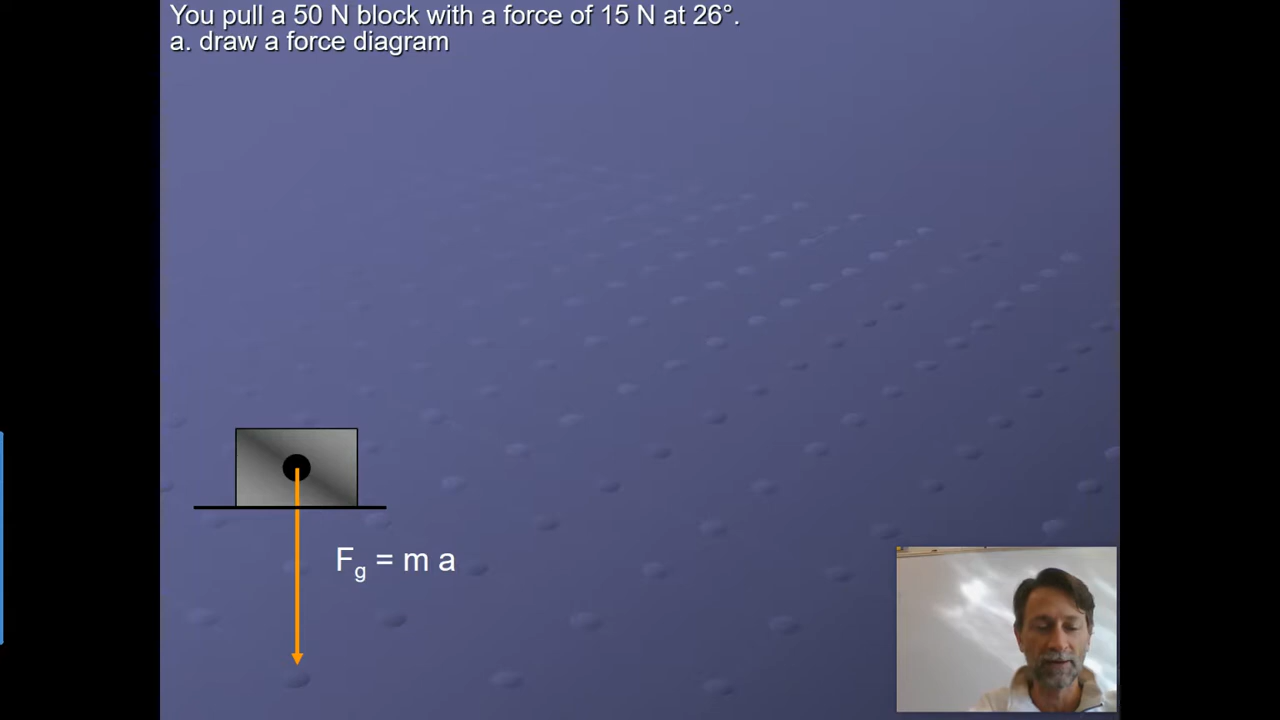 You pull a 50 N block with a force of 15 N at 26°.
a. draw a force diagram
Fg = m a